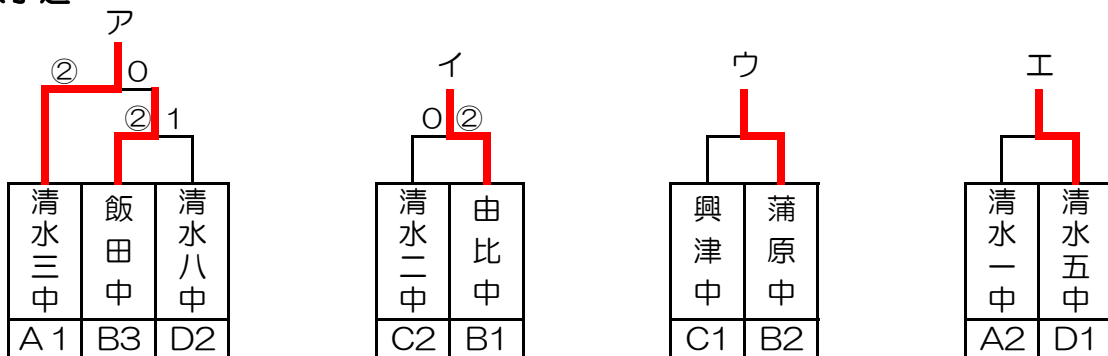 ア
イ
ウ
エ
② 0
② 1
0 ②
清水三中
飯田中
清水八中
清水二中
由比中
興津中
蒲原中
清水一中
清水五中
A1 B3 D2
C2 B1
C1 B2
A2 D1